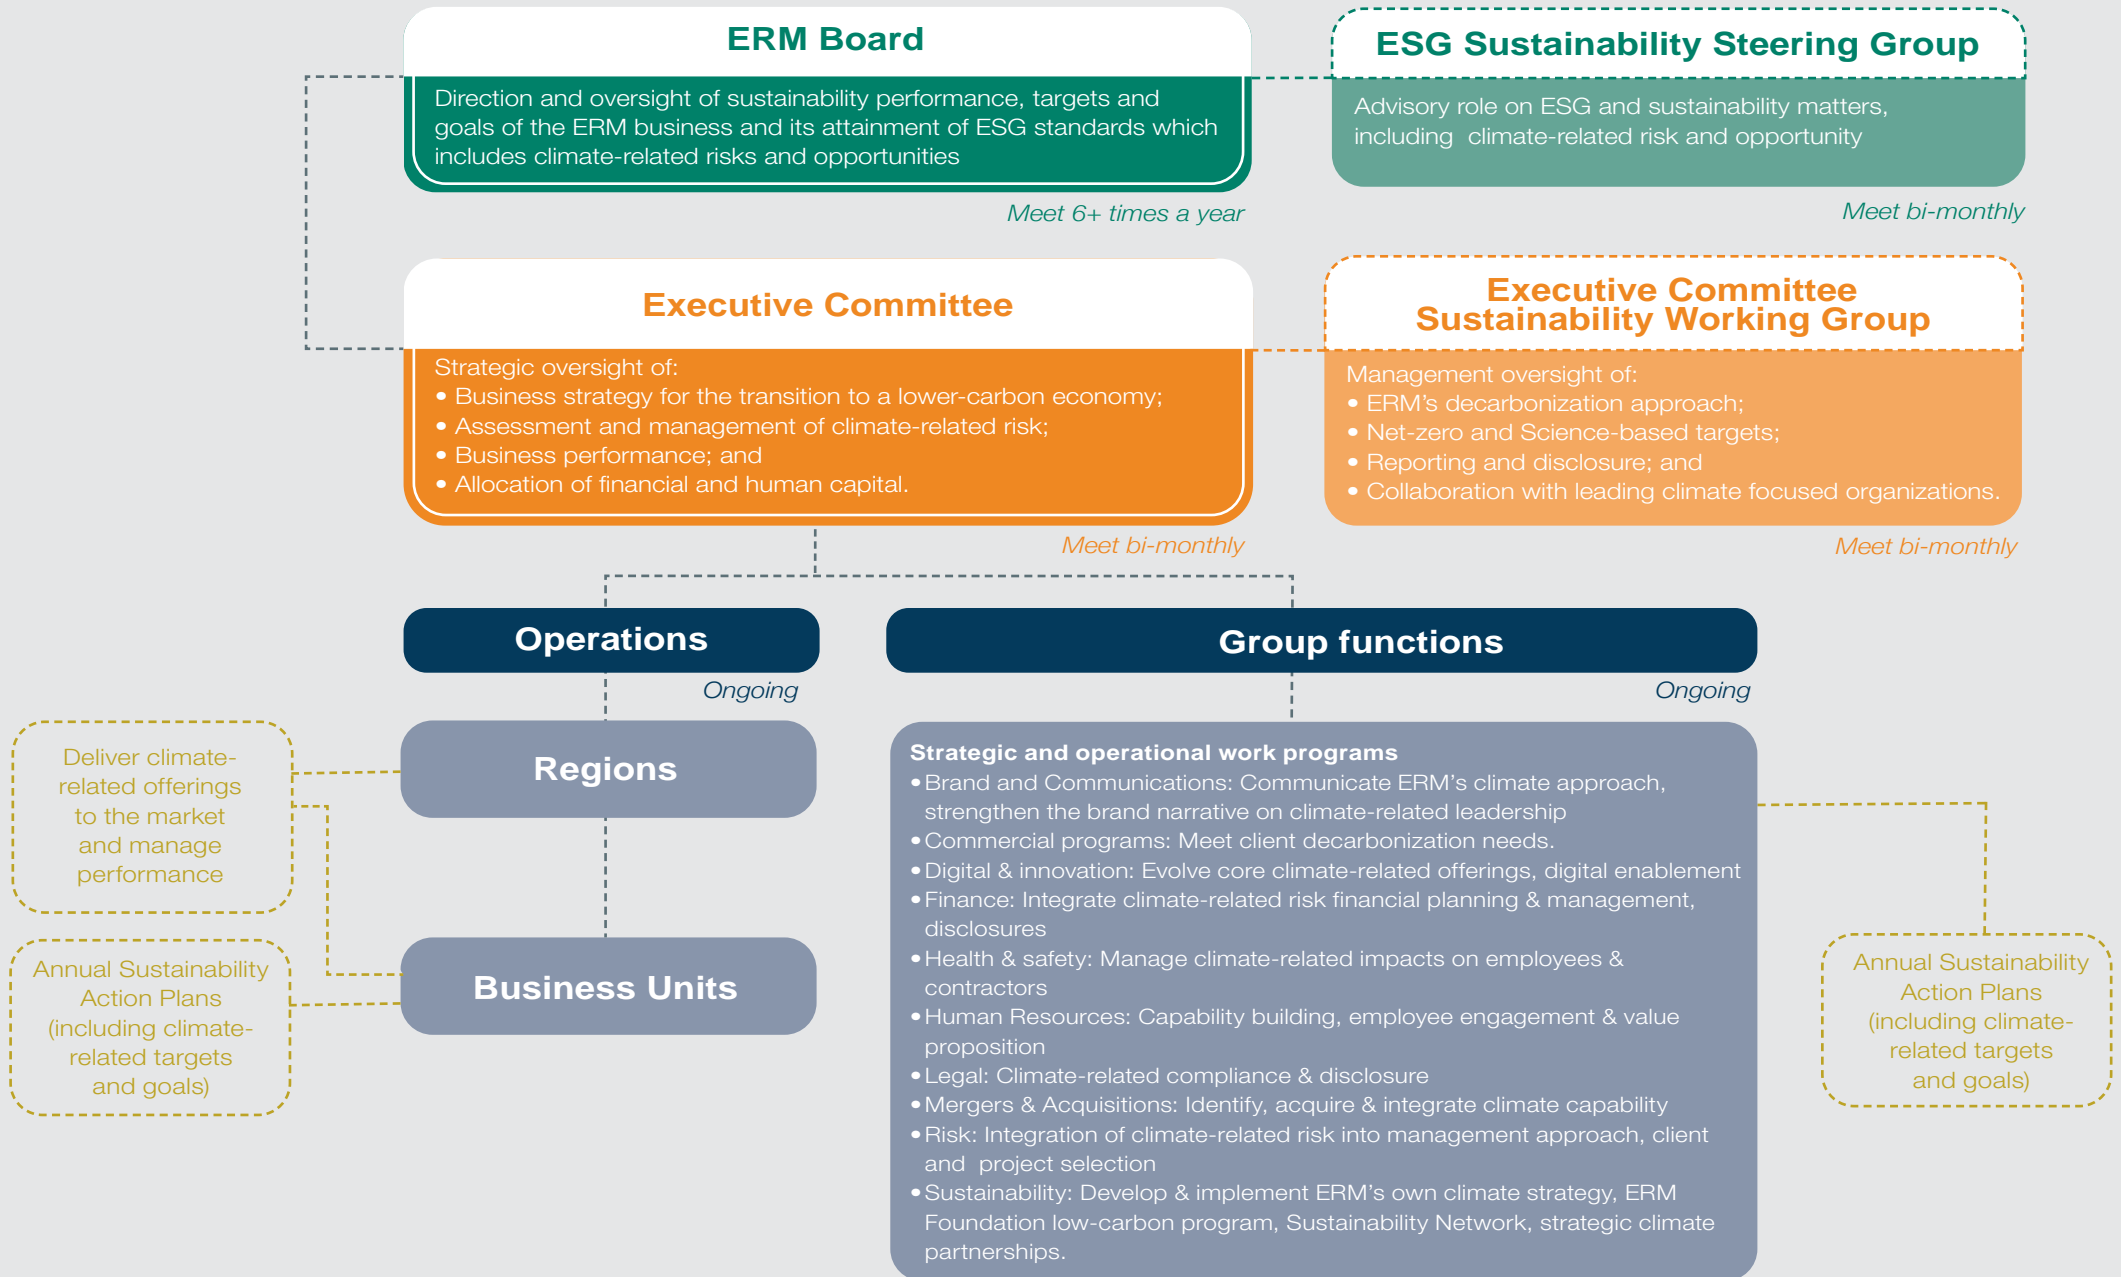 ERM Board
Direction and oversight of sustainability performance, targets and
goals of the ERM business and its attainment of ESG standards which
includes climate-related risks and opportunities
Meet 6+ times a year
ESG Sustainability Steering Group
Advisory role on ESG and sustainability matters,
including climate-related risk and opportunity
Meet bi-monthly
Executive Committee
Strategic oversight of:
• Business strategy for the transition to a lower-carbon economy;
• Assessment and management of climate-related risk;
• Business performance; and
• Allocation of financial and human capital.
Meet bi-monthly
Executive Committee
Sustainability Working Group
Management oversight of:
• ERM's decarbonization approach;
• Net-zero and Science-based targets;
• Reporting and disclosure; and
• Collaboration with leading climate focused organizations.
Meet bi-monthly
Operations
Ongoing
Group functions
Ongoing
Deliver climate-
related offerings
to the market
and manage
performance
Regions
Annual Sustainability
Action Plans
(including climate-
related targets
and goals)
Business Units
Strategic and operational work programs
• Brand and Communications: Communicate ERM's climate approach,
strengthen the brand narrative on climate-related leadership
• Commercial programs: Meet client decarbonization needs.
• Digital & innovation: Evolve core climate-related offerings, digital enablement
• Finance: Integrate climate-related risk financial planning & management,
disclosures
• Health & safety: Manage climate-related impacts on employees &
contractors
• Human Resources: Capability building, employee engagement & value
proposition
• Legal: Climate-related compliance & disclosure
• Mergers & Acquisitions: Identify, acquire & integrate climate capability
• Risk: Integration of climate-related risk into management approach, client
and project selection
• Sustainability: Develop & implement ERM's own climate strategy, ERM
Foundation low-carbon program, Sustainability Network, strategic climate
partnerships.
Annual Sustainability
Action Plans
(including climate-
related targets
and goals)